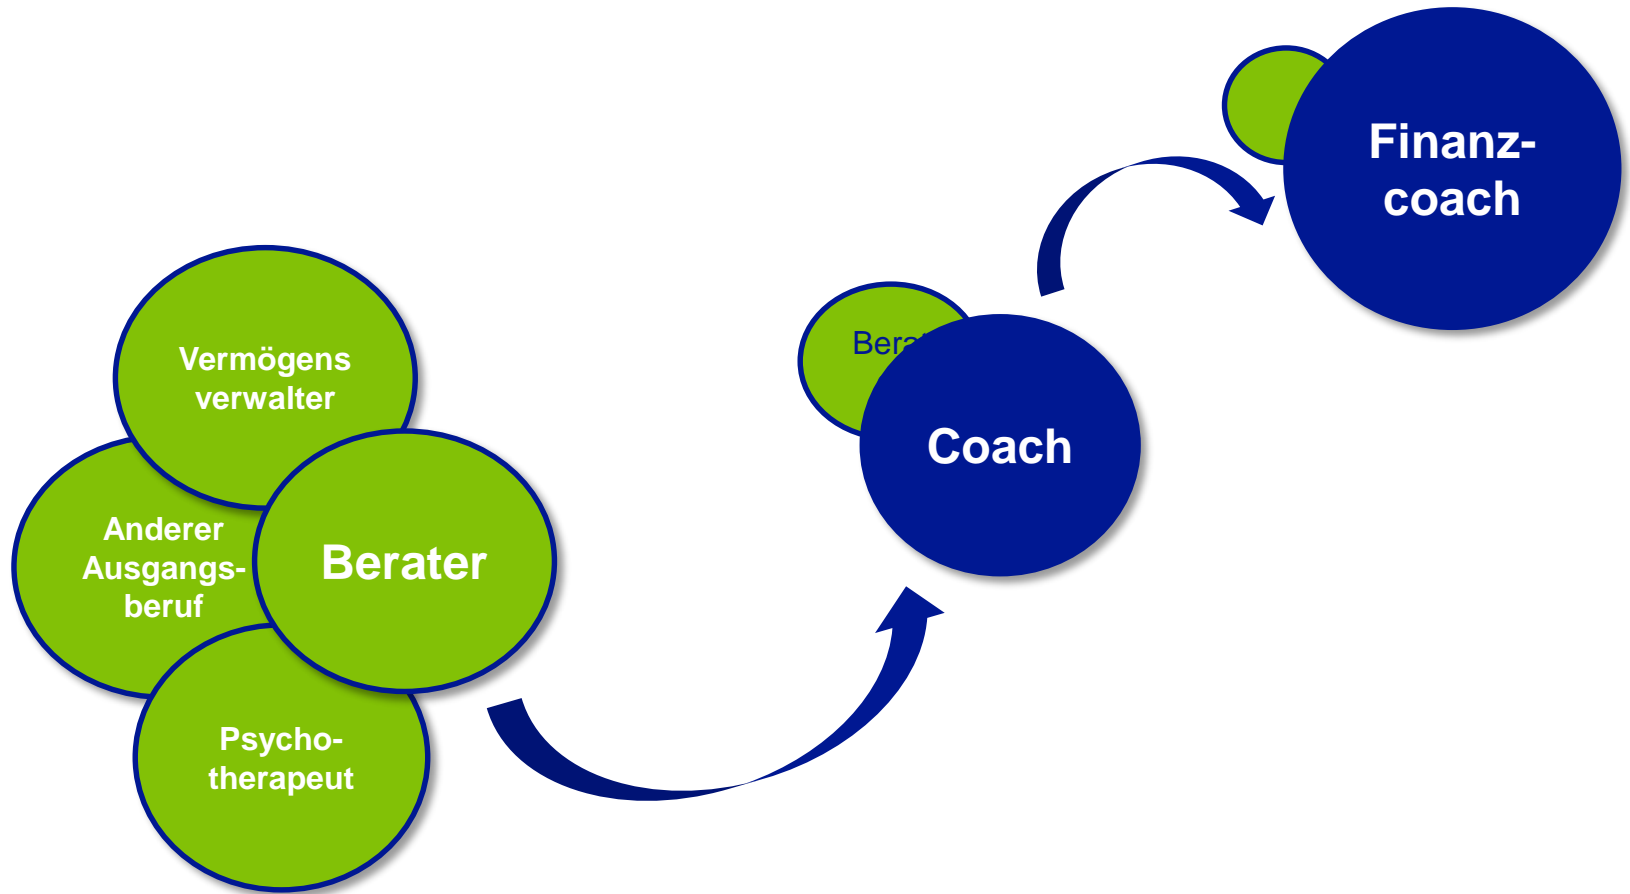 Finanz-
coach
Coach
Vermögens
verwalter
Anderer
Ausgangs-
beruf
Berater
Psycho-
therapeut